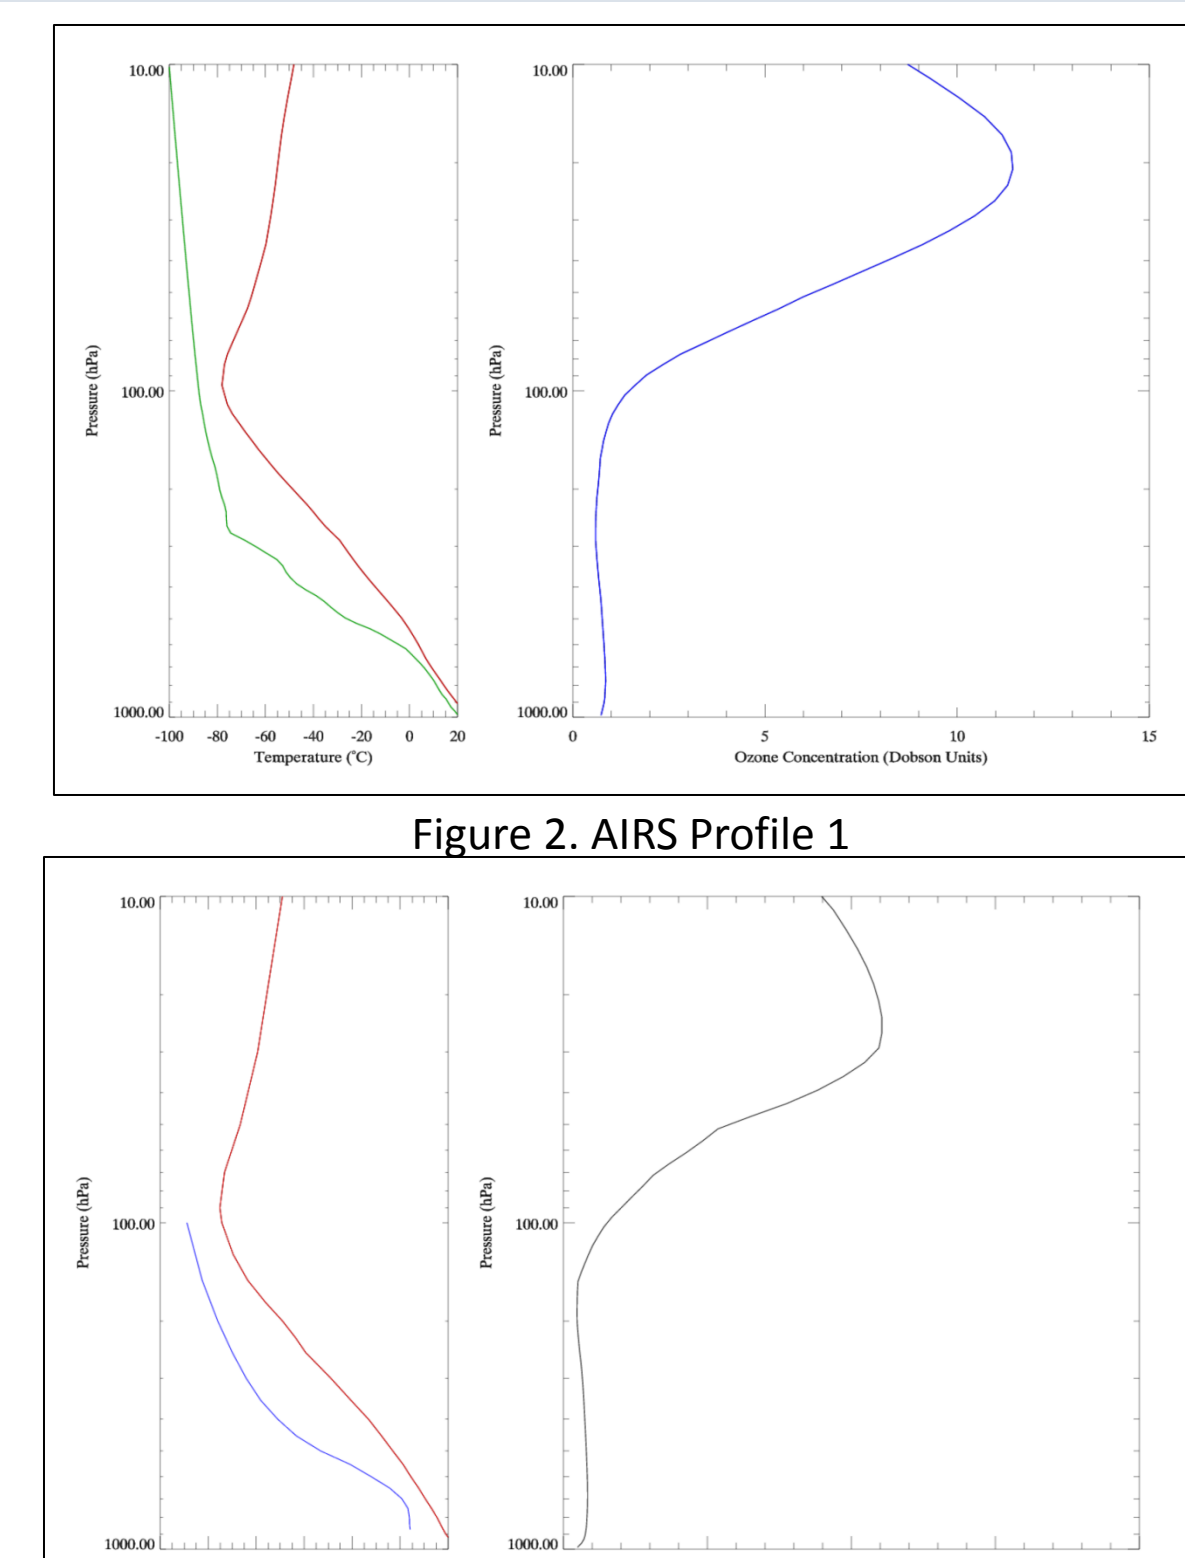 10.00
100.00
1000.00
Pressure (hPa)
-100 -80 -60 -40 -20 0 20
Temperature (°C)
10.00
100.00
1000.00
Pressure (hPa)
0 5 10 15
Ozone Concentration (Dobson Units)
Figure 2. AIRS Profile 1
10.00
100.00
1000.00
Pressure (hPa)
10.00
100.00
1000.00
Pressure (hPa)